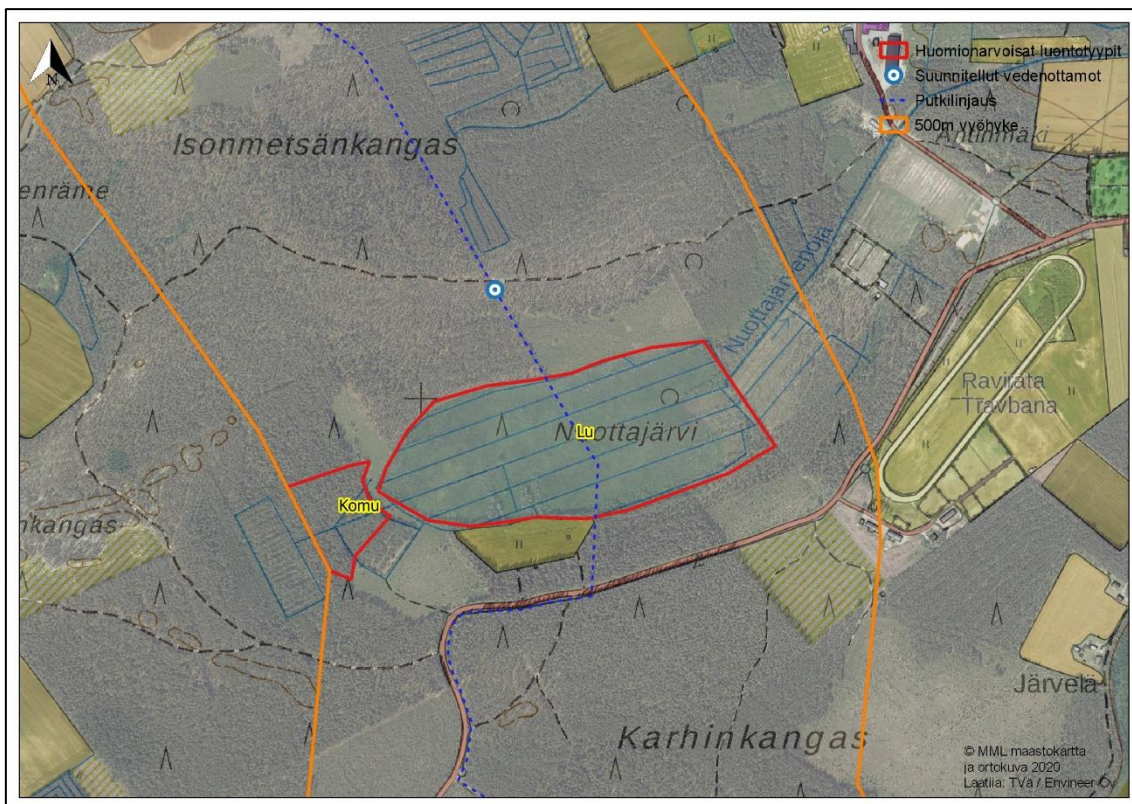 N
Huomionarvoisat luontotyypit
Suunnitellut vedenottamot
Putkilinjaus
500m vyöhyke
Isonmetsänkangas
Antinmäki
enräme
Nuottajärvenoja
Ravirata
Travbana
Nuottajärvi
Lu
Komu
nkangas
Järvelä
Karhinkangas
© MML maastokartta
ja ortokuva 2020
Laatija: TVä / Envineer Oy